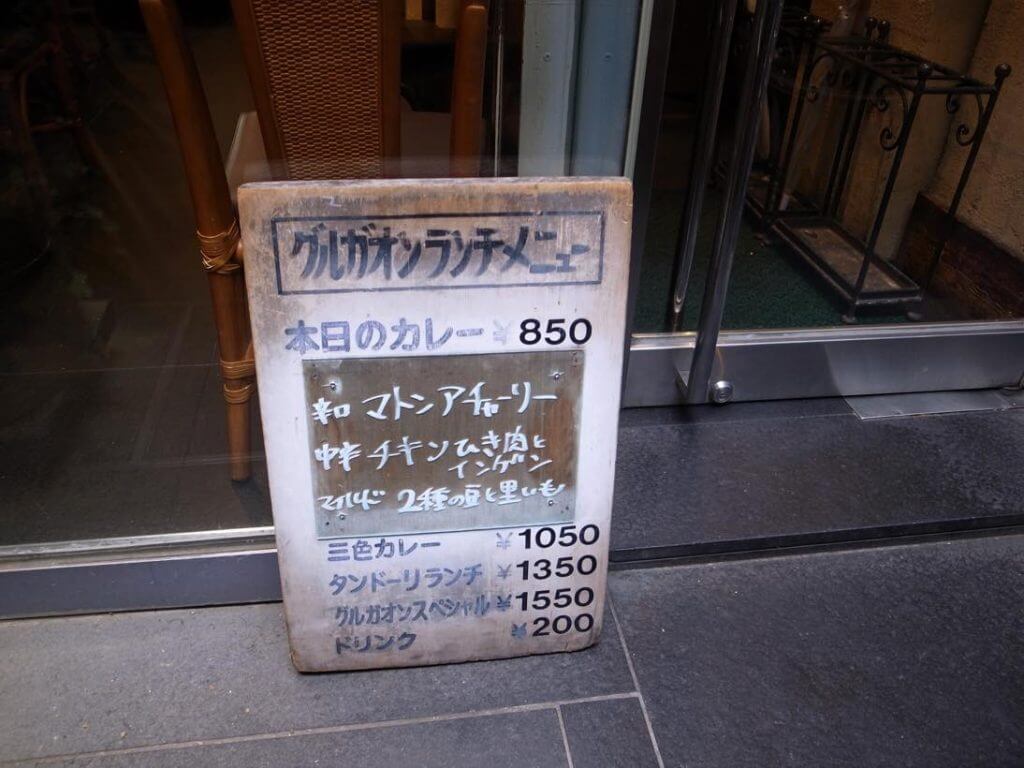 グルガオンランチメニュー
本日のカレー ¥850
辛口 マトンアチャーリー
中辛 チキンひき肉と
インゲン
マイルド 2種の豆と里いも
三色カレー ¥1050
タンドーリランチ ¥1350
グルガオンスペシャル ¥1550
ドリンク ¥200